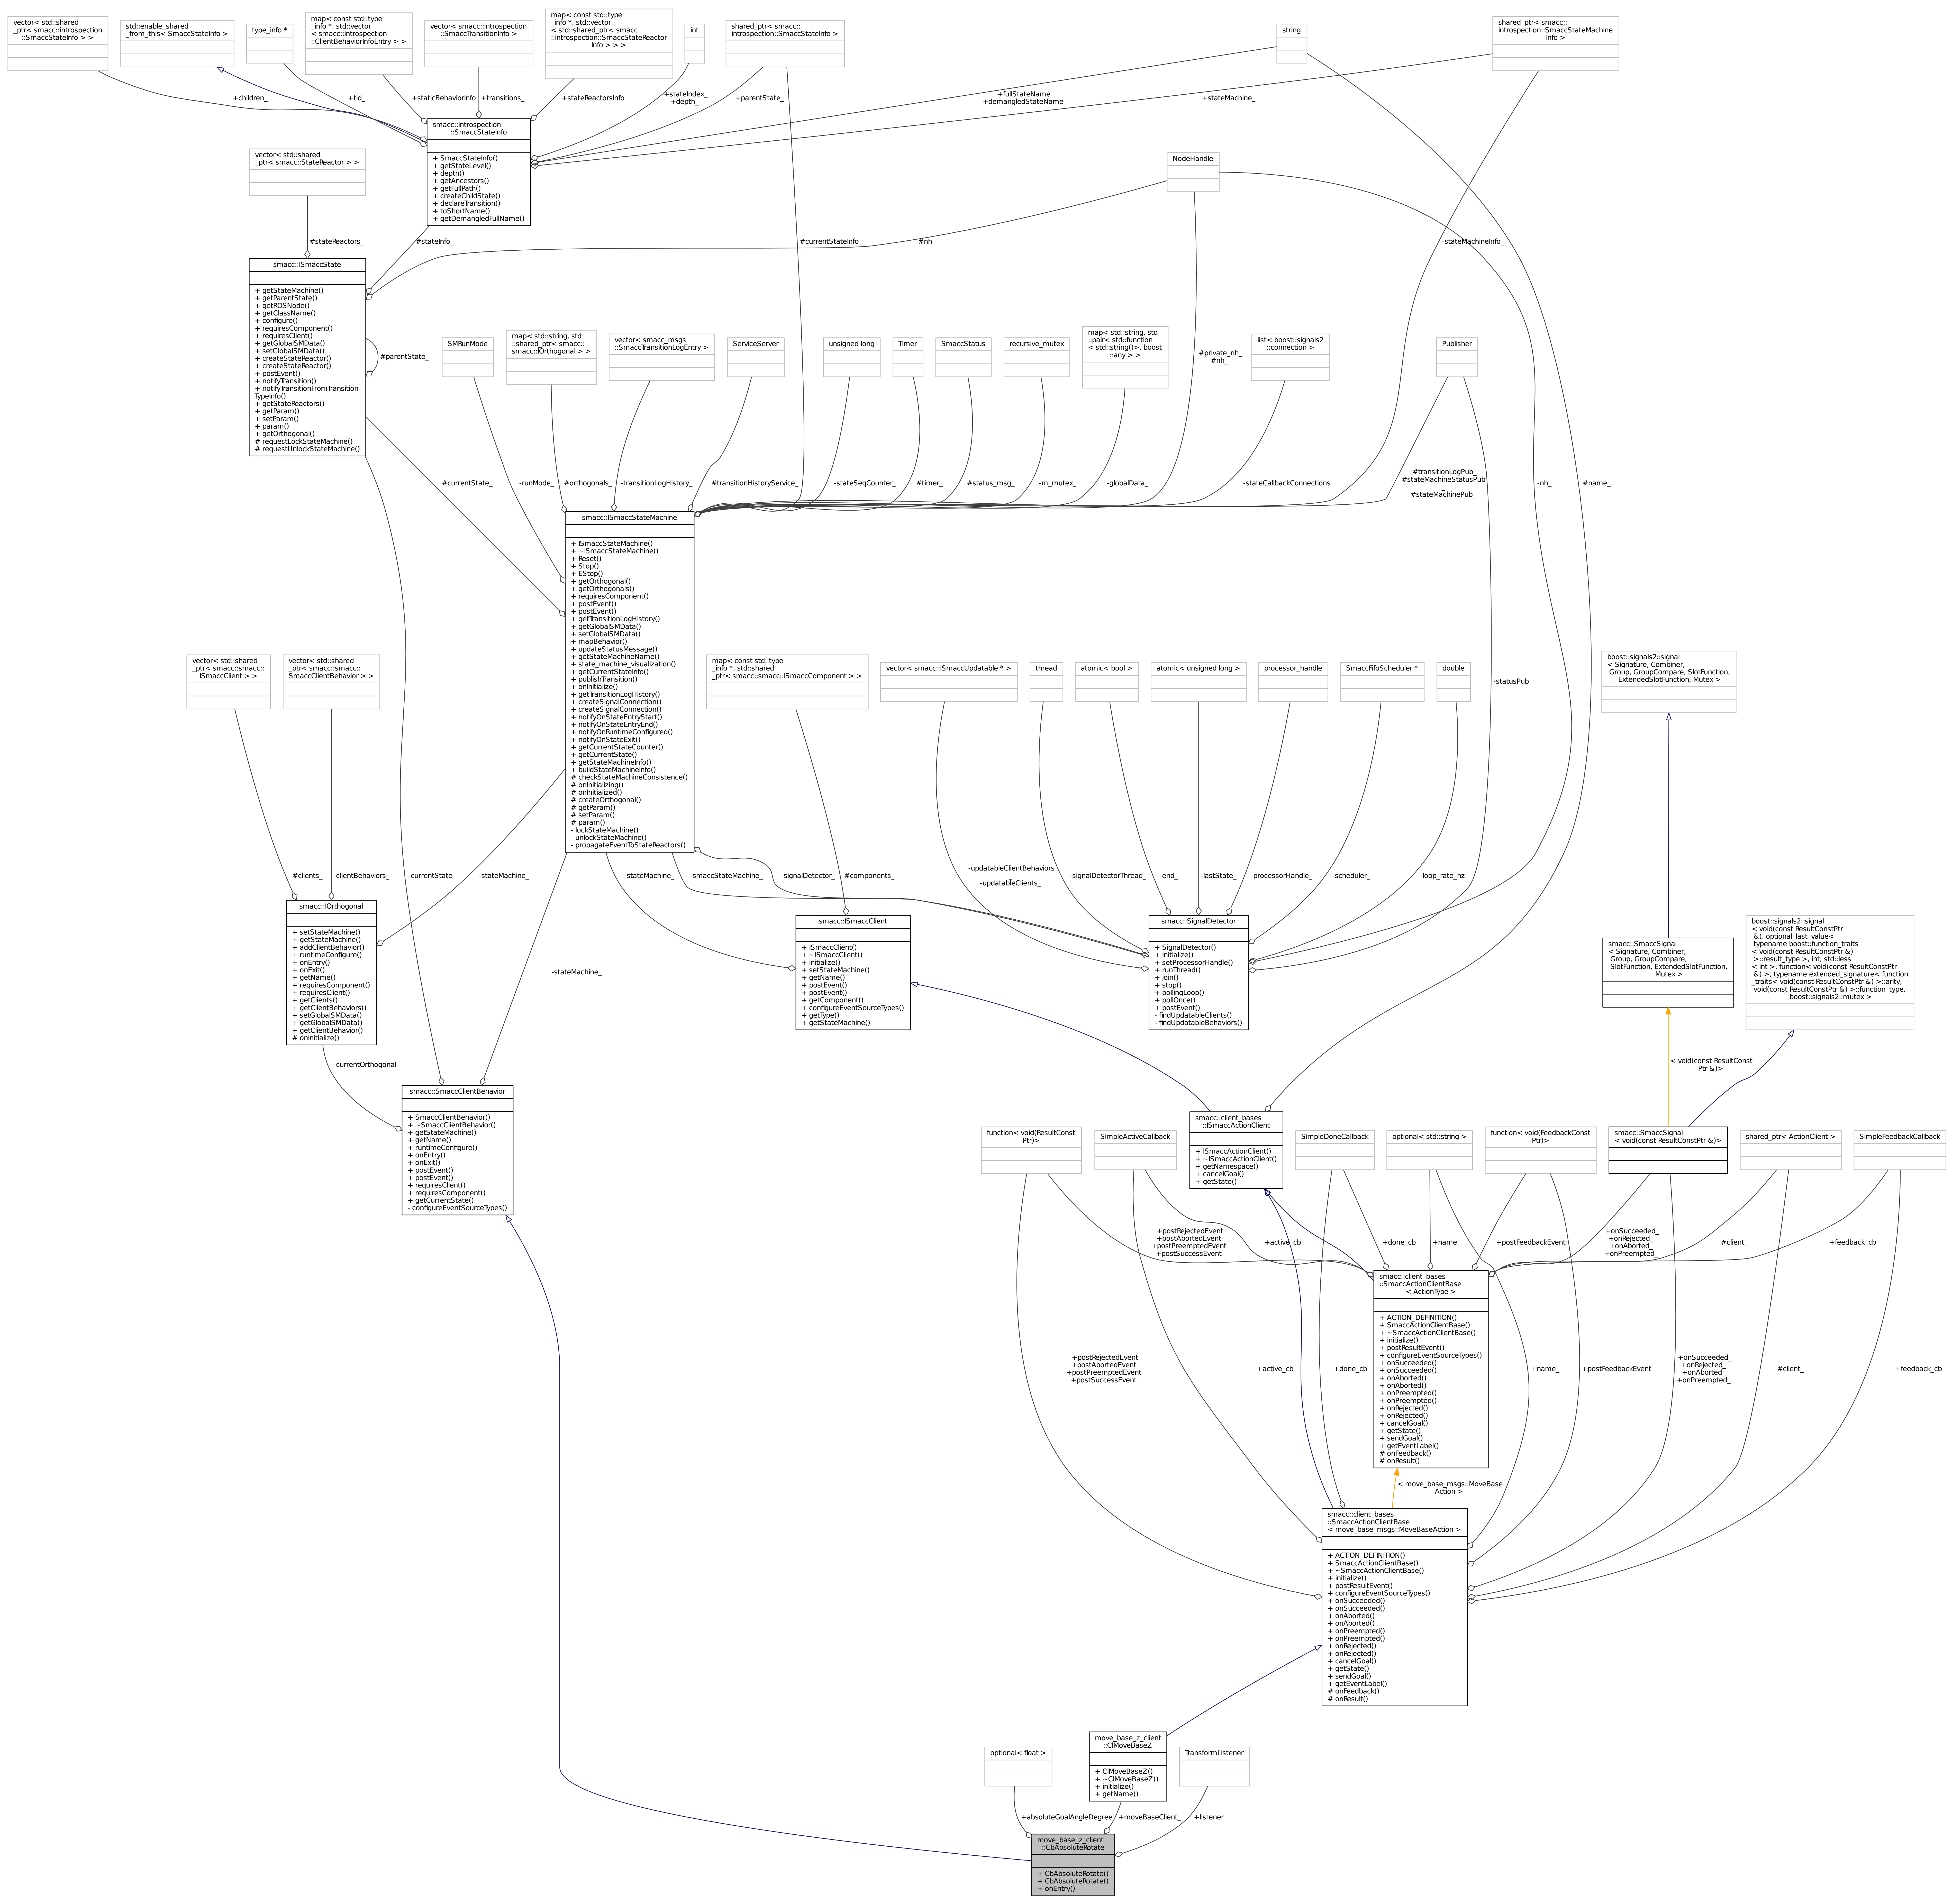 vector< std::shared
_ptr< smacc::introspection
::SmaccStateInfo > >
std::enable_shared
_from_this< SmaccStateInfo >
type_info *
map< const std::type
_info *, std::vector
< smacc::introspection
::ClientBehaviorInfoEntry > >
vector< smacc::introspection
::SmaccTransitionInfo >
map< const std::type
_info *, std::vector
< std::shared_ptr< smacc
::introspection::SmaccStateReactor
Info > > >
int
shared_ptr< smacc::
introspection::SmaccStateInfo >
string
shared_ptr< smacc::
introspection::SmaccStateMachine
Info >
+children_
+tid_
+staticBehaviorInfo
+transitions_
+stateReactorsInfo
+stateIndex_
+depth_
+parentState_
+fullStateName
+demangledStateName
+stateMachine_
smacc::introspection
::SmaccStateInfo
+ SmaccStateInfo()
+ getStateLevel()
+ depth()
+ getAncestors()
+ getFullPath()
+ createChildState()
+ declareTransition()
+ toShortName()
+ getDemangledFullName()
vector< std::shared
_ptr< smacc::StateReactor > >
NodeHandle
#stateReactors_
#stateInfo_
#currentStateInfo_
#nh
-stateMachineInfo_
smacc::ISmaccState
+ getStateMachine()
+ getParentState()
+ getROSNode()
+ getClassName()
+ configure()
+ requiresComponent()
+ requiresClient()
+ getGlobalSMData()
+ setGlobalSMData()
+ createStateReactor()
+ createStateReactor()
+ postEvent()
+ notifyTransition()
+ notifyTransitionFromTransition
TypeInfo()
+ getStateReactors()
+ getParam()
+ setParam()
+ param()
+ getOrthogonal()
# requestLockStateMachine()
# requestUnlockStateMachine()
#parentState_
SMRunMode
map< std::string, std
::shared_ptr< smacc::
smacc::IOrthogonal > >
vector< smacc_msgs
::SmaccTransitionLogEntry >
ServiceServer
unsigned long
Timer
SmaccStatus
recursive_mutex
map< std::string, std
::pair< std::function
< std::string()>, boost
::any > >
#private_nh_
#nh_
list< boost::signals2
::connection >
Publisher
#currentState_
-runMode_
#orthogonals_
-transitionLogHistory_
#transitionHistoryService_
-stateSeqCounter_
#timer_
#status_msg_
-m_mutex_
-globalData_
-stateCallbackConnections
#transitionLogPub_
#stateMachineStatusPub
_
#stateMachinePub_
-nh_
#name_
smacc::ISmaccStateMachine
+ ISmaccStateMachine()
+ ~ISmaccStateMachine()
+ Reset()
+ Stop()
+ EStop()
+ getOrthogonal()
+ getOrthogonals()
+ requiresComponent()
+ postEvent()
+ postEvent()
+ getTransitionLogHistory()
+ getGlobalSMData()
+ setGlobalSMData()
+ mapBehavior()
+ updateStatusMessage()
+ getStateMachineName()
+ state_machine_visualization()
+ getCurrentStateInfo()
+ publishTransition()
+ onInitialize()
+ getTransitionLogHistory()
+ createSignalConnection()
+ createSignalConnection()
+ notifyOnStateEntryStart()
+ notifyOnStateEntryEnd()
+ notifyOnRuntimeConfigured()
+ notifyOnStateExit()
+ getCurrentStateCounter()
+ getCurrentState()
+ getStateMachineInfo()
+ buildStateMachineInfo()
# checkStateMachineConsistence()
# onInitializing()
# onInitialized()
# createOrthogonal()
# getParam()
# setParam()
# param()
- lockStateMachine()
- unlockStateMachine()
- propagateEventToStateReactors()
vector< std::shared
_ptr< smacc::smacc::
ISmaccClient > >
vector< std::shared
_ptr< smacc::smacc::
SmaccClientBehavior > >
map< const std::type
_info *, std::shared
_ptr< smacc::smacc::ISmaccComponent > >
vector< smacc::ISmaccUpdatable * >
thread
atomic< bool >
atomic< unsigned long >
processor_handle
SmaccFifoScheduler *
double
-statusPub_
boost::signals2::signal
< Signature, Combiner,
Group, GroupCompare, SlotFunction,
ExtendedSlotFunction, Mutex >
#clients_
-clientBehaviors_
-currentState
-stateMachine_
-stateMachine_
-smaccStateMachine_
-signalDetector_
#components_
-updatableClientBehaviors
_
-updatableClients_
-signalDetectorThread_
-end_
-lastState_
-processorHandle_
-scheduler_
-loop_rate_hz
smacc::IOrthogonal
+ setStateMachine()
+ getStateMachine()
+ addClientBehavior()
+ runtimeConfigure()
+ onEntry()
+ onExit()
+ getName()
+ requiresComponent()
+ requiresClient()
+ getClients()
+ getClientBehaviors()
+ setGlobalSMData()
+ getGlobalSMData()
+ getClientBehavior()
# onInitialize()
-stateMachine_
smacc::ISmaccClient
+ ISmaccClient()
+ ~ISmaccClient()
+ initialize()
+ setStateMachine()
+ getName()
+ postEvent()
+ postEvent()
+ getComponent()
+ configureEventSourceTypes()
+ getType()
+ getStateMachine()
smacc::SignalDetector
+ SignalDetector()
+ initialize()
+ setProcessorHandle()
+ runThread()
+ join()
+ stop()
+ pollingLoop()
+ pollOnce()
+ postEvent()
- findUpdatableClients()
- findUpdatableBehaviors()
smacc::SmaccSignal
< Signature, Combiner,
Group, GroupCompare,
SlotFunction, ExtendedSlotFunction,
Mutex >
boost::signals2::signal
< void(const ResultConstPtr
&), optional_last_value<
typename boost::function_traits
< void(const ResultConstPtr &)
>::result_type >, int, std::less
< int >, function< void(const ResultConstPtr
&) >, typename extended_signature< function
_traits< void(const ResultConstPtr &) >::arity,
void(const ResultConstPtr &) >::function_type,
boost::signals2::mutex >
-currentOrthogonal
< void(const ResultConst
Ptr &)>
smacc::SmaccClientBehavior
+ SmaccClientBehavior()
+ ~SmaccClientBehavior()
+ getStateMachine()
+ getName()
+ runtimeConfigure()
+ onEntry()
+ onExit()
+ postEvent()
+ postEvent()
+ requiresClient()
+ requiresComponent()
+ getCurrentState()
- configureEventSourceTypes()
function< void(ResultConst
Ptr)>
SimpleActiveCallback
smacc::client_bases
::ISmaccActionClient
+ ISmaccActionClient()
+ ~ISmaccActionClient()
+ getNamespace()
+ cancelGoal()
+ getState()
SimpleDoneCallback
optional< std::string >
function< void(FeedbackConst
Ptr)>
smacc::SmaccSignal
< void(const ResultConstPtr &)>
shared_ptr< ActionClient >
SimpleFeedbackCallback
+postRejectedEvent
+postAbortedEvent
+postPreemptedEvent
+postSuccessEvent
+active_cb
+done_cb
+name_
+postFeedbackEvent
+onSucceeded_
+onRejected_
+onAborted_
+onPreempted_
#client_
+feedback_cb
smacc::client_bases
::SmaccActionClientBase
< ActionType >
+ ACTION_DEFINITION()
+ SmaccActionClientBase()
+ ~SmaccActionClientBase()
+ initialize()
+ postResultEvent()
+ configureEventSourceTypes()
+ onSucceeded()
+ onSucceeded()
+ onAborted()
+ onAborted()
+ onPreempted()
+ onPreempted()
+ onRejected()
+ onRejected()
+ cancelGoal()
+ getState()
+ sendGoal()
+ getEventLabel()
# onFeedback()
# onResult()
+postRejectedEvent
+postAbortedEvent
+postPreemptedEvent
+postSuccessEvent
+active_cb
+done_cb
+name_
+postFeedbackEvent
+onSucceeded_
+onRejected_
+onAborted_
+onPreempted_
#client_
+feedback_cb
< move_base_msgs::MoveBase
Action >
smacc::client_bases
::SmaccActionClientBase
< move_base_msgs::MoveBaseAction >
+ ACTION_DEFINITION()
+ SmaccActionClientBase()
+ ~SmaccActionClientBase()
+ initialize()
+ postResultEvent()
+ configureEventSourceTypes()
+ onSucceeded()
+ onSucceeded()
+ onAborted()
+ onAborted()
+ onPreempted()
+ onPreempted()
+ onRejected()
+ onRejected()
+ cancelGoal()
+ getState()
+ sendGoal()
+ getEventLabel()
# onFeedback()
# onResult()
optional< float >
move_base_z_client
::ClMoveBaseZ
+ ClMoveBaseZ()
+ ~ClMoveBaseZ()
+ initialize()
+ getName()
TransformListener
+absoluteGoalAngleDegree
+moveBaseClient_
+listener
move_base_z_client
::CbAbsoluteRotate
+ CbAbsoluteRotate()
+ CbAbsoluteRotate()
+ onEntry()